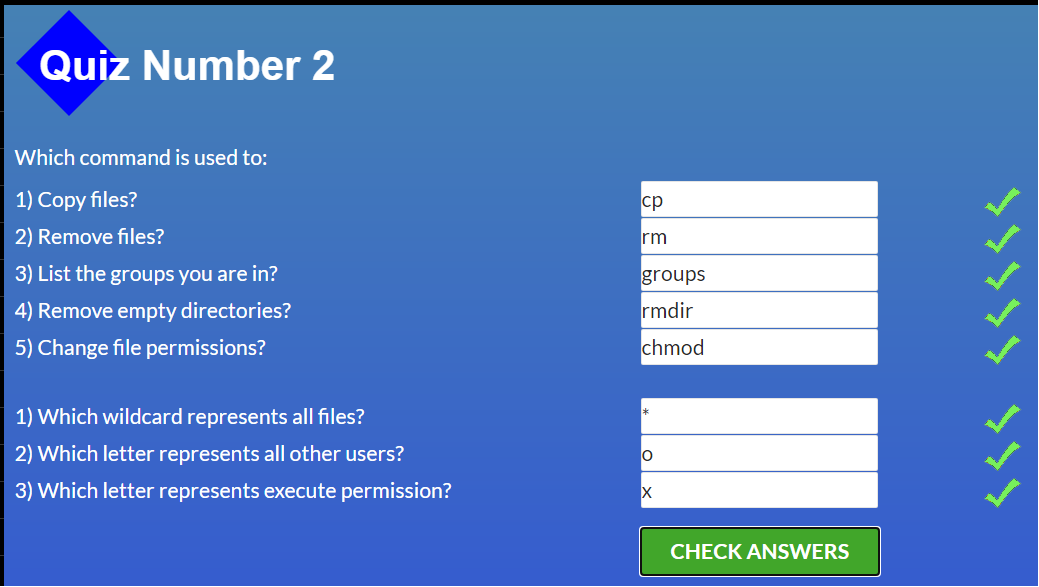 Quiz Number 2
Which command is used to:
1) Copy files? cp
2) Remove files? rm
3) List the groups you are in? groups
4) Remove empty directories? rmdir
5) Change file permissions? chmod
1) Which wildcard represents all files? *
2) Which letter represents all other users? o
3) Which letter represents execute permission? x
CHECK ANSWERS